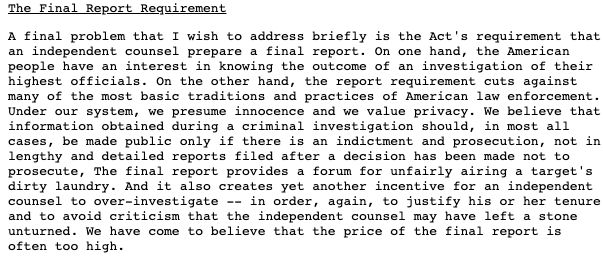 The Final Report Requirement
A final problem that I wish to address briefly is the Act's requirement that
an independent counsel prepare a final report. On one hand, the American
people have an interest in knowing the outcome of an investigation of their
highest officials. On the other hand, the report requirement cuts against
many of the most basic traditions and practices of American law enforcement.
Under our system, we presume innocence and we value privacy. We believe that
information obtained during a criminal investigation should, in most all
cases, be made public only if there is an indictment and prosecution, not in
lengthy and detailed reports filed after a decision has been made not to
prosecute, The final report provides a forum for unfairly airing a target's
dirty laundry. And it also creates yet another incentive for an independent
counsel to over-investigate -- in order, again, to justify his or her tenure
and to avoid criticism that the independent counsel may have left a stone
unturned. We have come to believe that the price of the final report is
often too high.